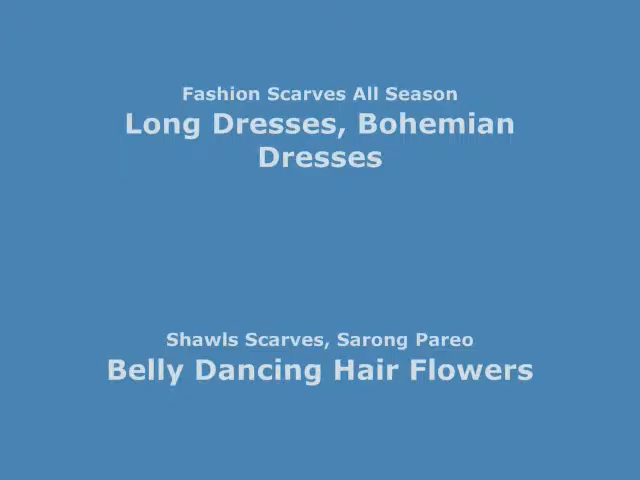 Fashion Scarves All Season
Long Dresses, Bohemian
Dresses
Shawls Scarves, Sarong Pareo
Belly Dancing Hair Flowers